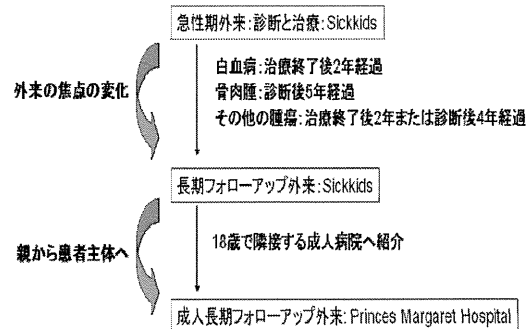 急性期外来:診断と治療:Sickkids
白血病:治療終了後2年経過
骨肉腫:診断後5年経過
その他の腫瘍:治療終了後2年または診断後4年経過
外来の焦点の変化
長期フォローアップ外来:Sickkids
18歳で隣接する成人病院へ紹介
親から患者主体へ
成人長期フォローアップ外来:Princes Margaret Hospital